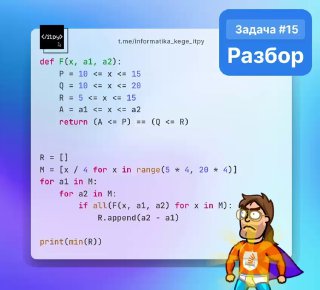 </itpy>
t.me/informatika_kege_itpy
Задача #15
Разбор
def F(x, a1, a2):
    P = 10 <= x <= 15
    Q = 10 <= x <= 20
    R = 5 <= x <= 15
    A = a1 <= x <= a2
    return (A <= P) == (Q <= R)
R = []
M = [x / 4 for x in range(5 * 4, 20 * 4)]
for a1 in M:
    for a2 in M:
        if all(F(x, a1, a2) for x in M):
            R.append(a2 - a1)
print(min(R))